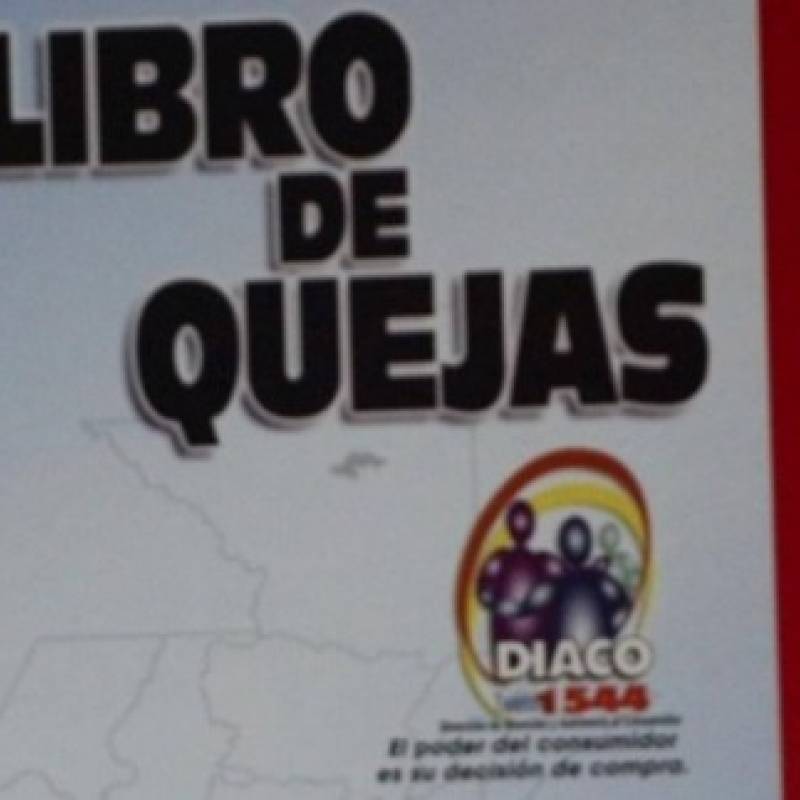 LIBRO
DE
QUEJAS
DIACO
1544
El poder del consumidor
es su decisión de compra.